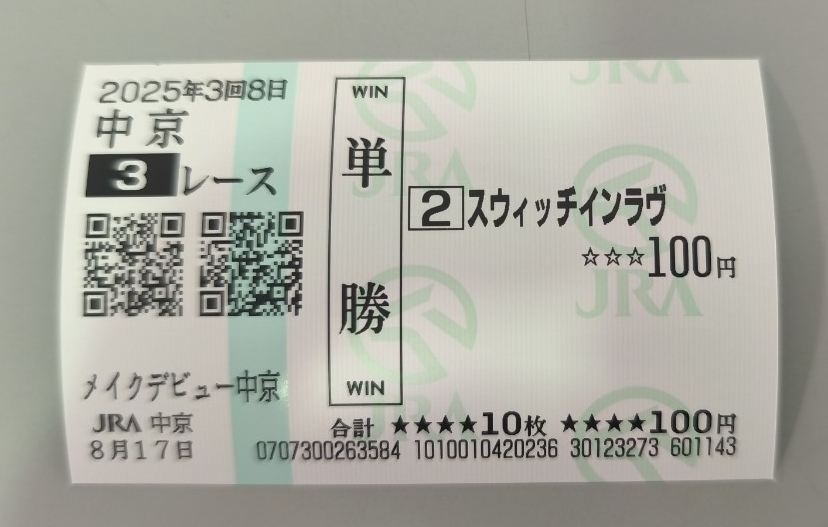 2025年3回8日
中京
3レース
メイクデビュー中京
JRA 中京
8月17日
WIN
単勝
WIN
2 スウィッチインラヴ
☆☆☆100円
合計 ★★★★10枚 ★★★★100円
0707300263584 1010010420236 30123273 601143
JRA
JRA
JRA